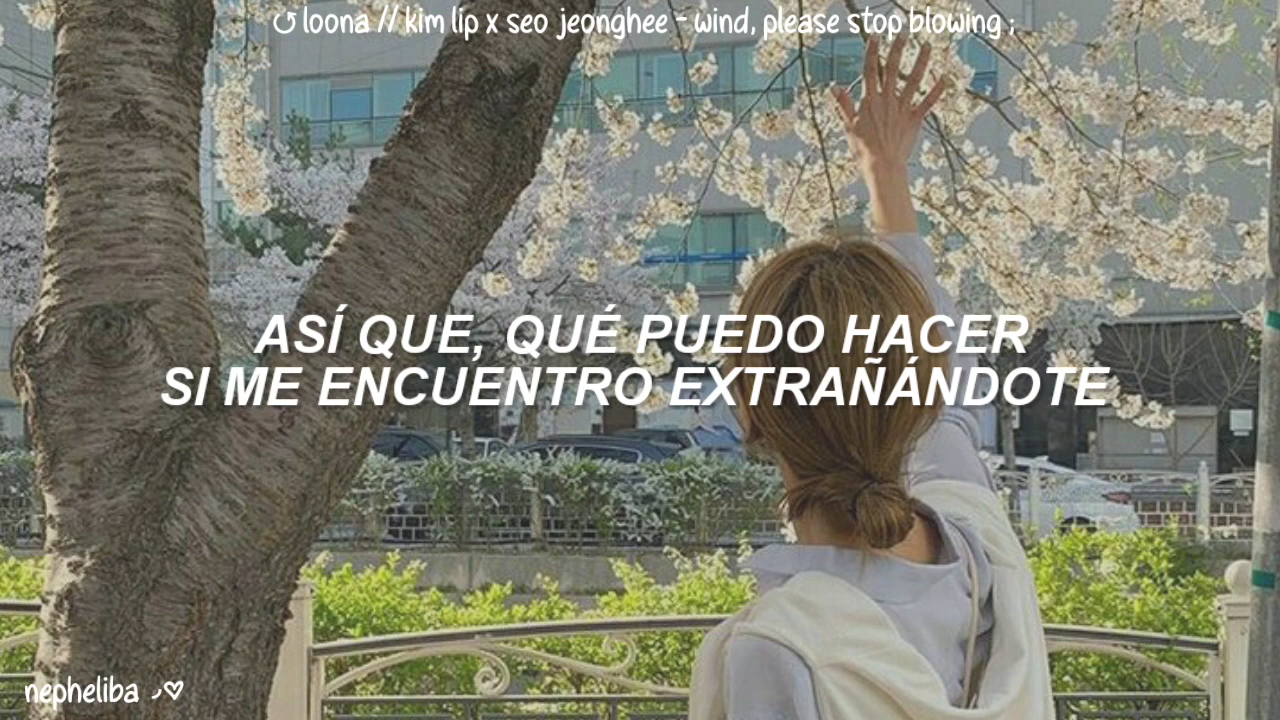 ↺ loona // kim lip x seo jeonghee - wind, please stop blowing ;
ASÍ QUE, QUÉ PUEDO HACER
SI ME ENCUENTRO EXTRAÑÁNDOTE
nepheliba ˶♡